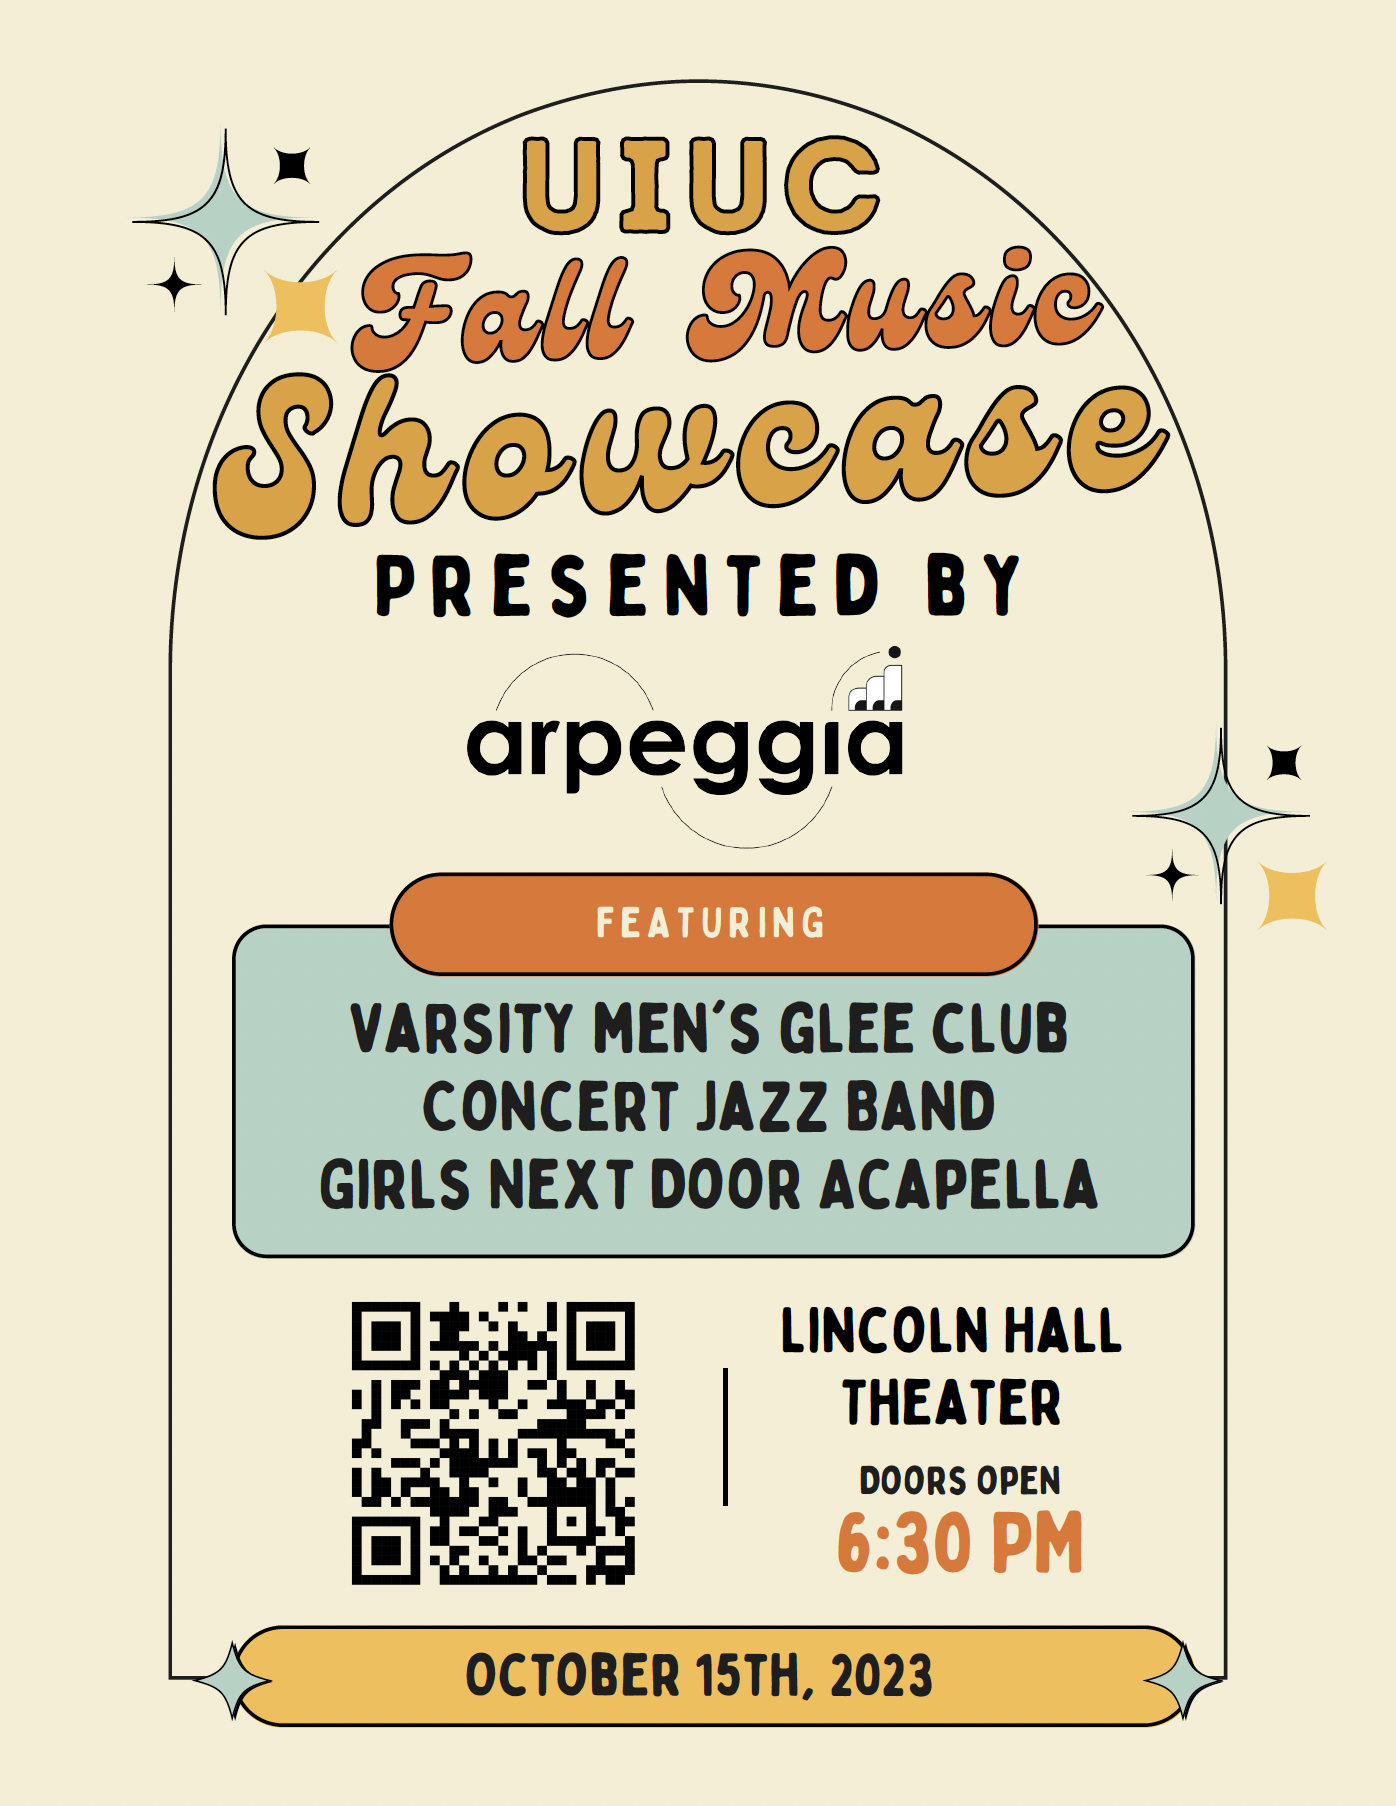 UIUC
Fall Music
Showcase
PRESENTED BY
arpeggia
FEATURING
VARSITY MEN'S GLEE CLUB
CONCERT JAZZ BAND
GIRLS NEXT DOOR ACAPELLA
LINCOLN HALL
THEATER
DOORS OPEN
6:30 PM
OCTOBER 15TH, 2023